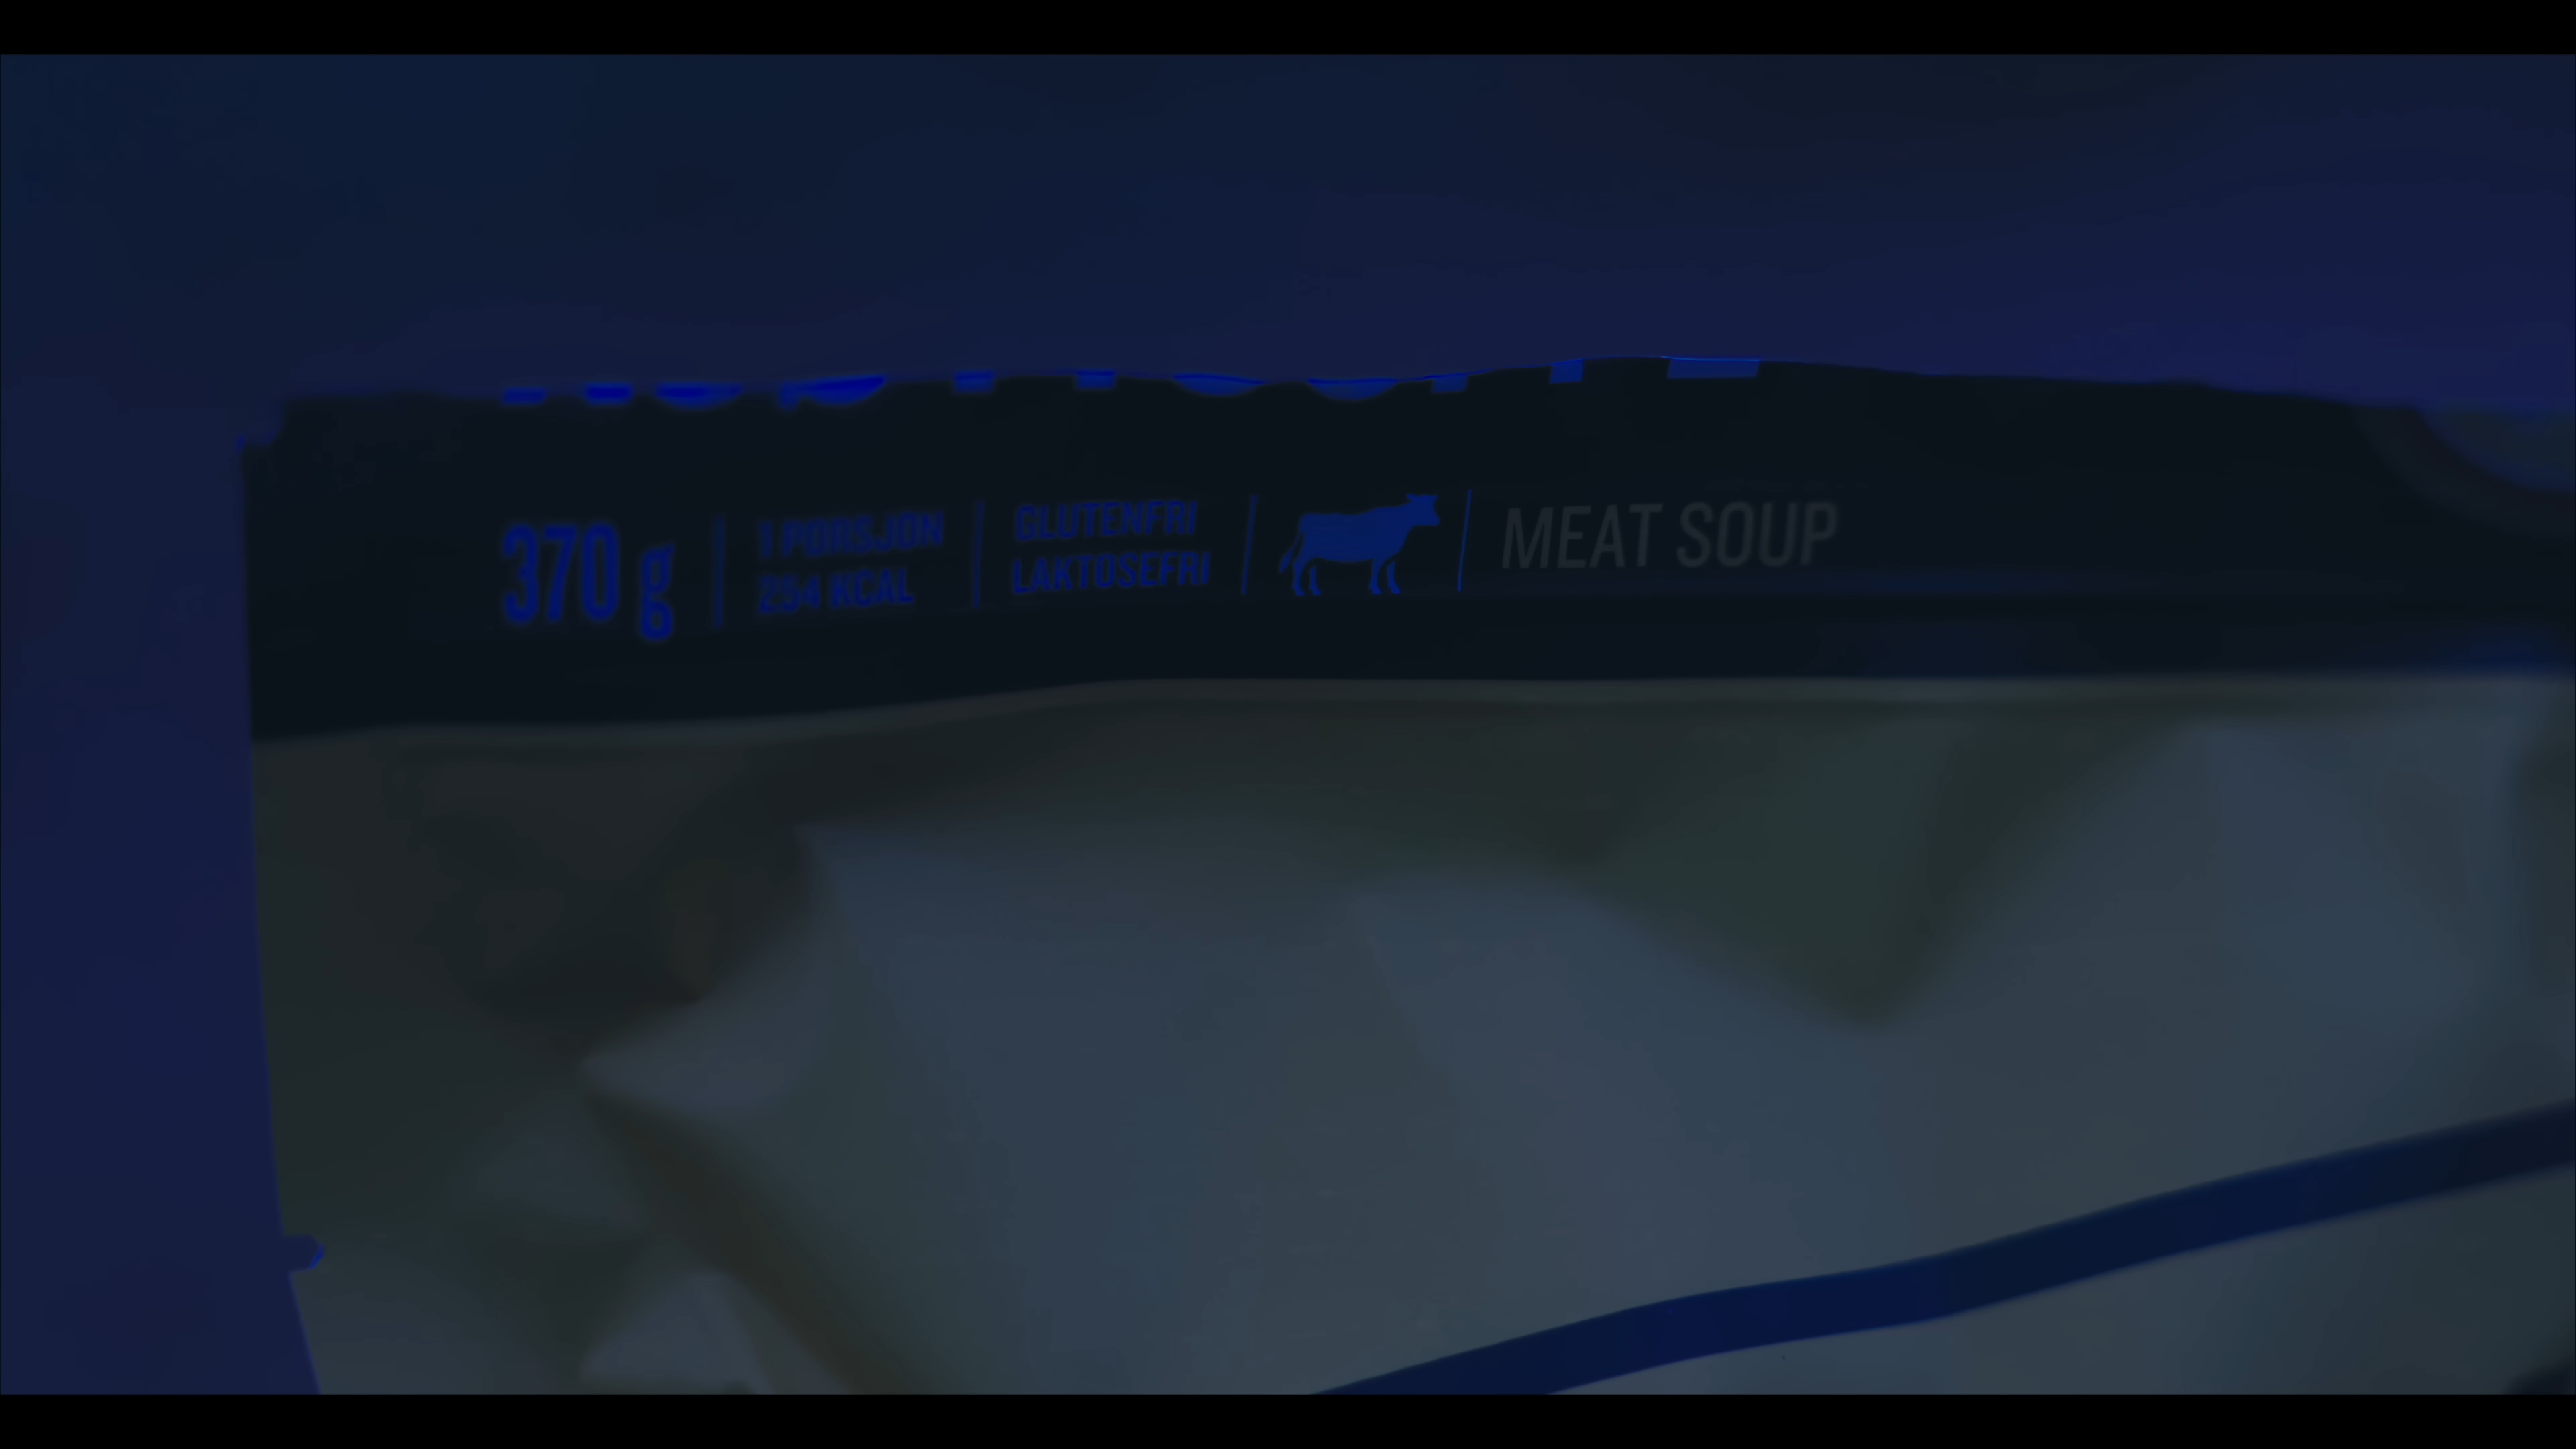 370 g
1 PORSJON
254 KCAL
GLUTENFRI
LAKTOSEFRI
MEAT SOUP